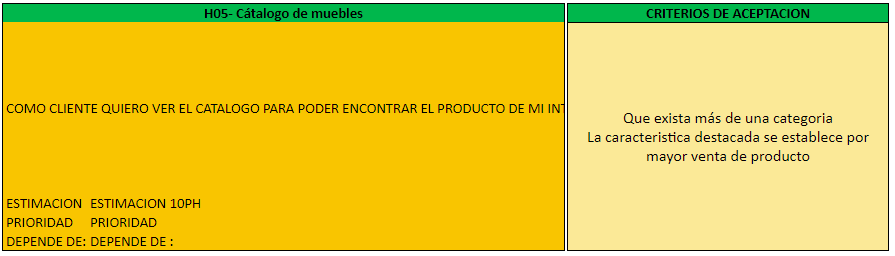 H05- Cátalogo de muebles
COMO CLIENTE QUIERO VER EL CATALOGO PARA PODER ENCONTRAR EL PRODUCTO DE MI INT
ESTIMACION ESTIMACION 10PH
PRIORIDAD PRIORIDAD
DEPENDE DE: DEPENDE DE :
CRITERIOS DE ACEPTACION
Que exista más de una categoria
La caracteristica destacada se establece por
mayor venta de producto